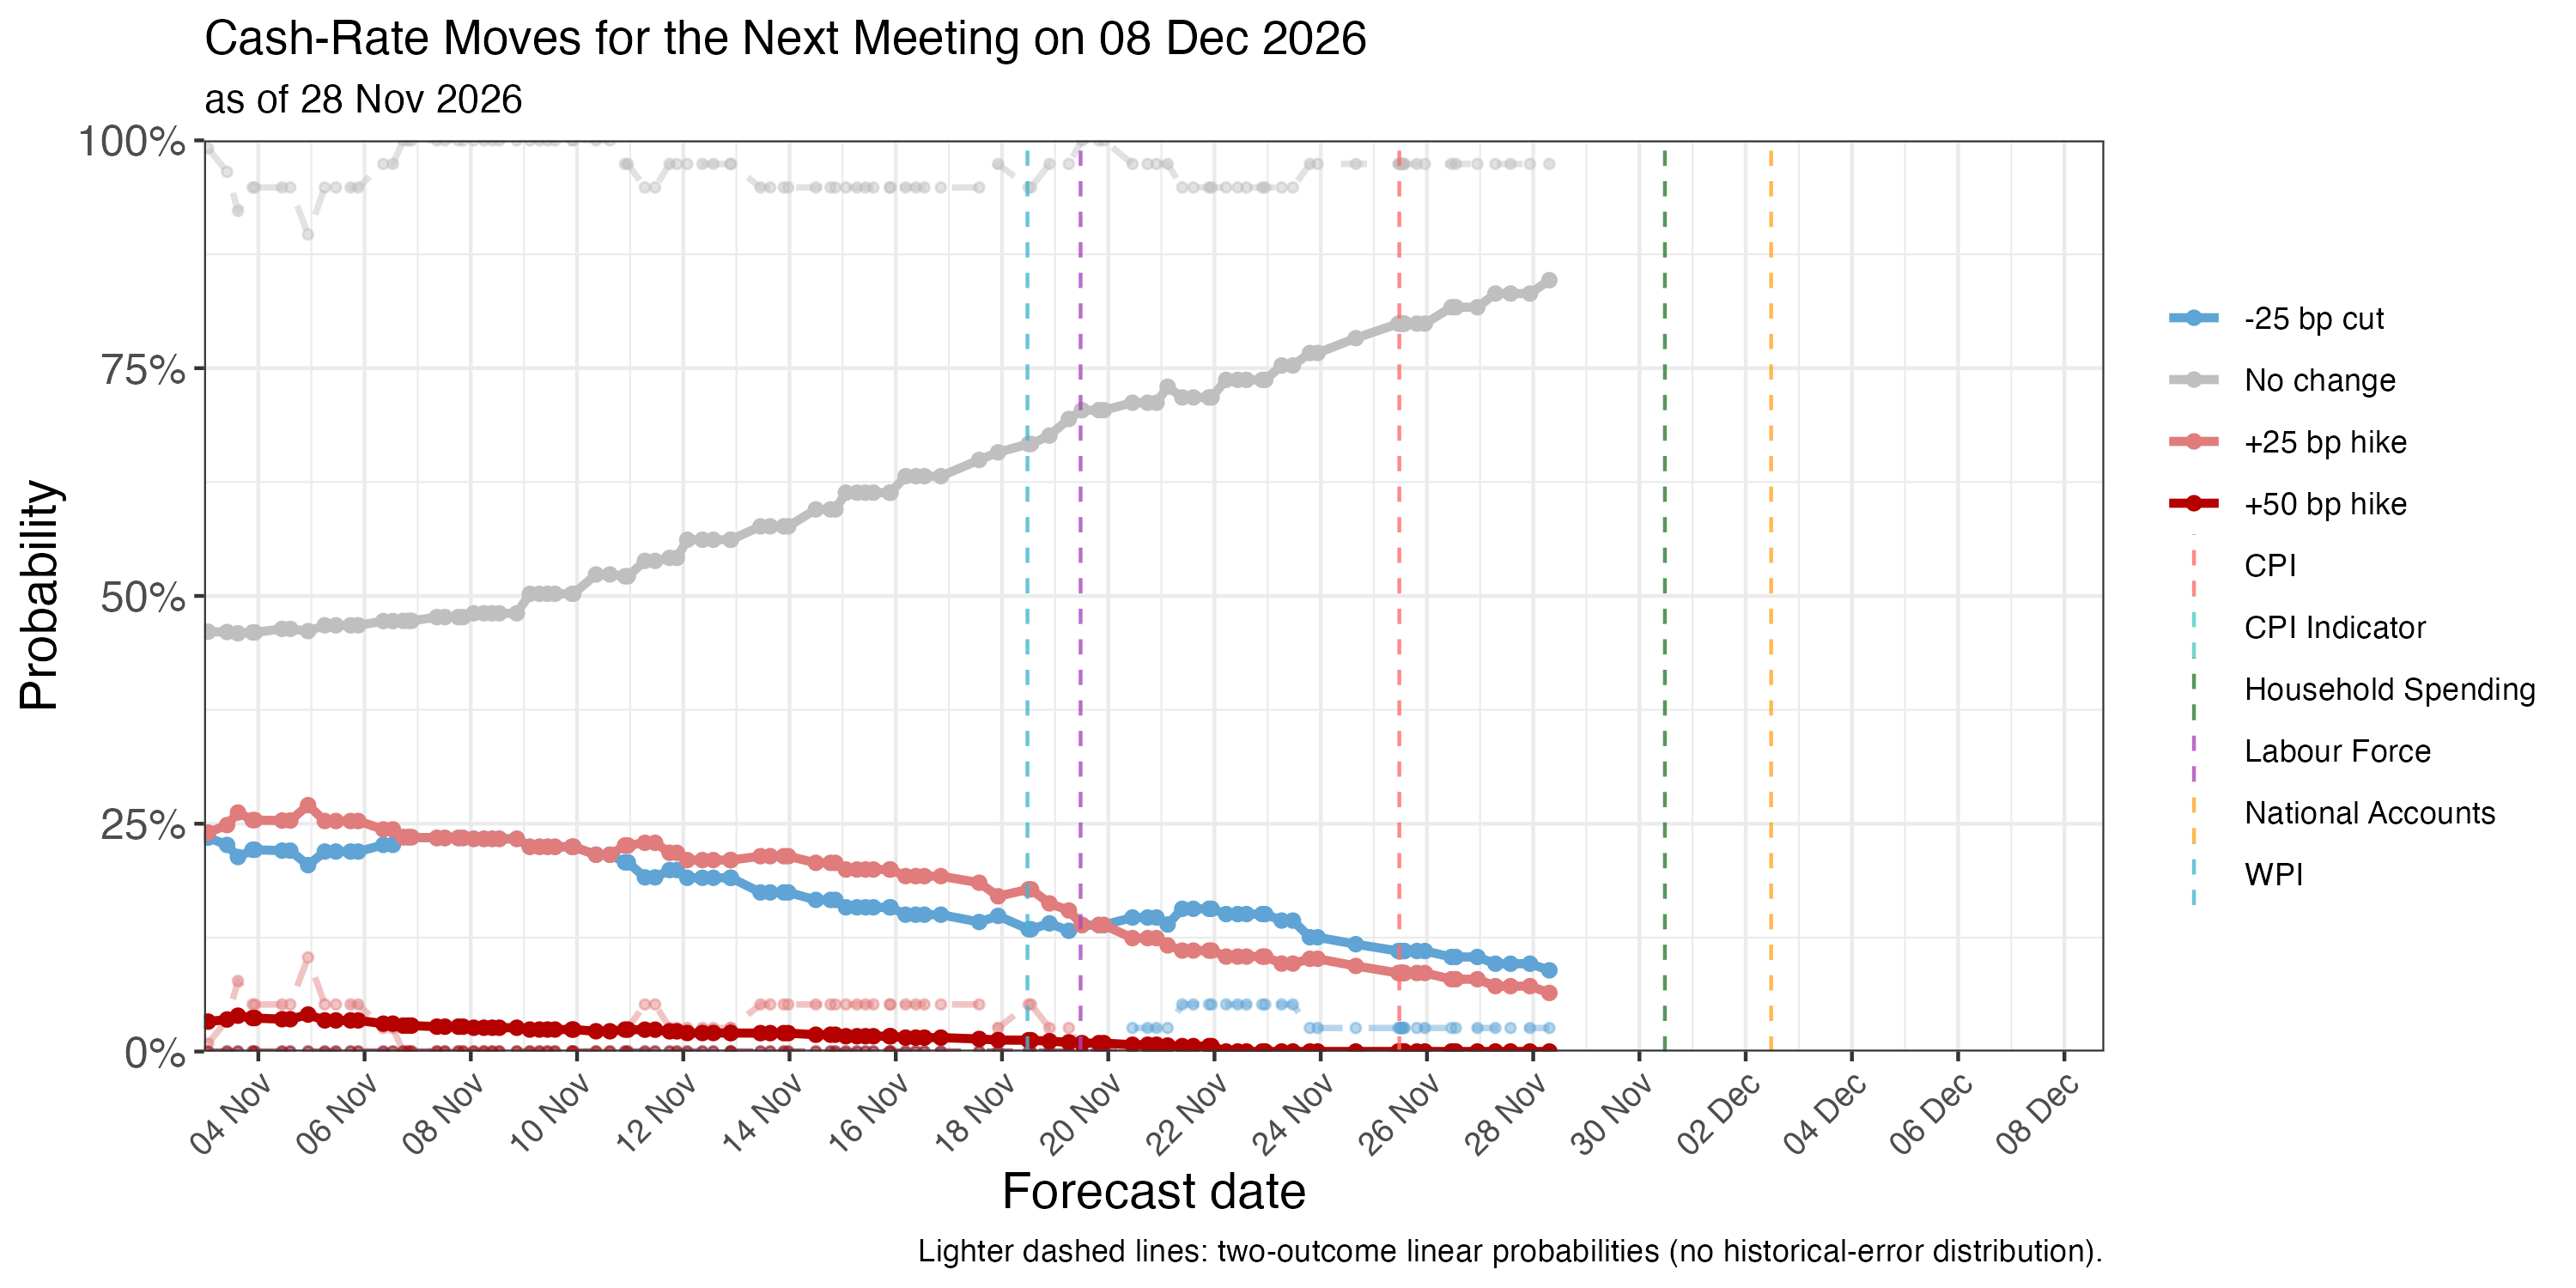 Cash-Rate Moves for the Next Meeting on 08 Dec 2026
as of 28 Nov 2026
100%
75%
50%
25%
0%
Probability
04 Nov
06 Nov
08 Nov
10 Nov
12 Nov
14 Nov
16 Nov
18 Nov
20 Nov
22 Nov
24 Nov
26 Nov
28 Nov
30 Nov
02 Dec
04 Dec
06 Dec
08 Dec
Forecast date
-25 bp cut
No change
+25 bp hike
+50 bp hike
CPI
CPI Indicator
Household Spending
Labour Force
National Accounts
WPI
Lighter dashed lines: two-outcome linear probabilities (no historical-error distribution).